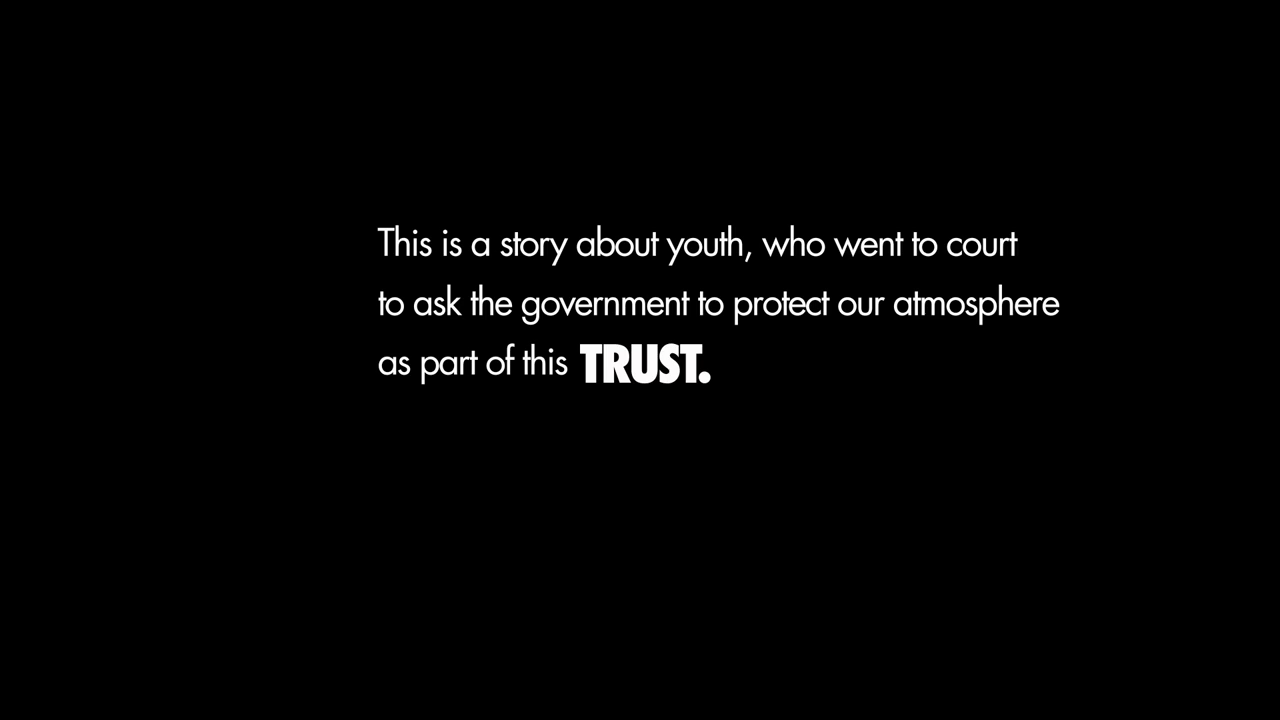 This is a story about youth, who went to court
to ask the government to protect our atmosphere
as part of this TRUST.